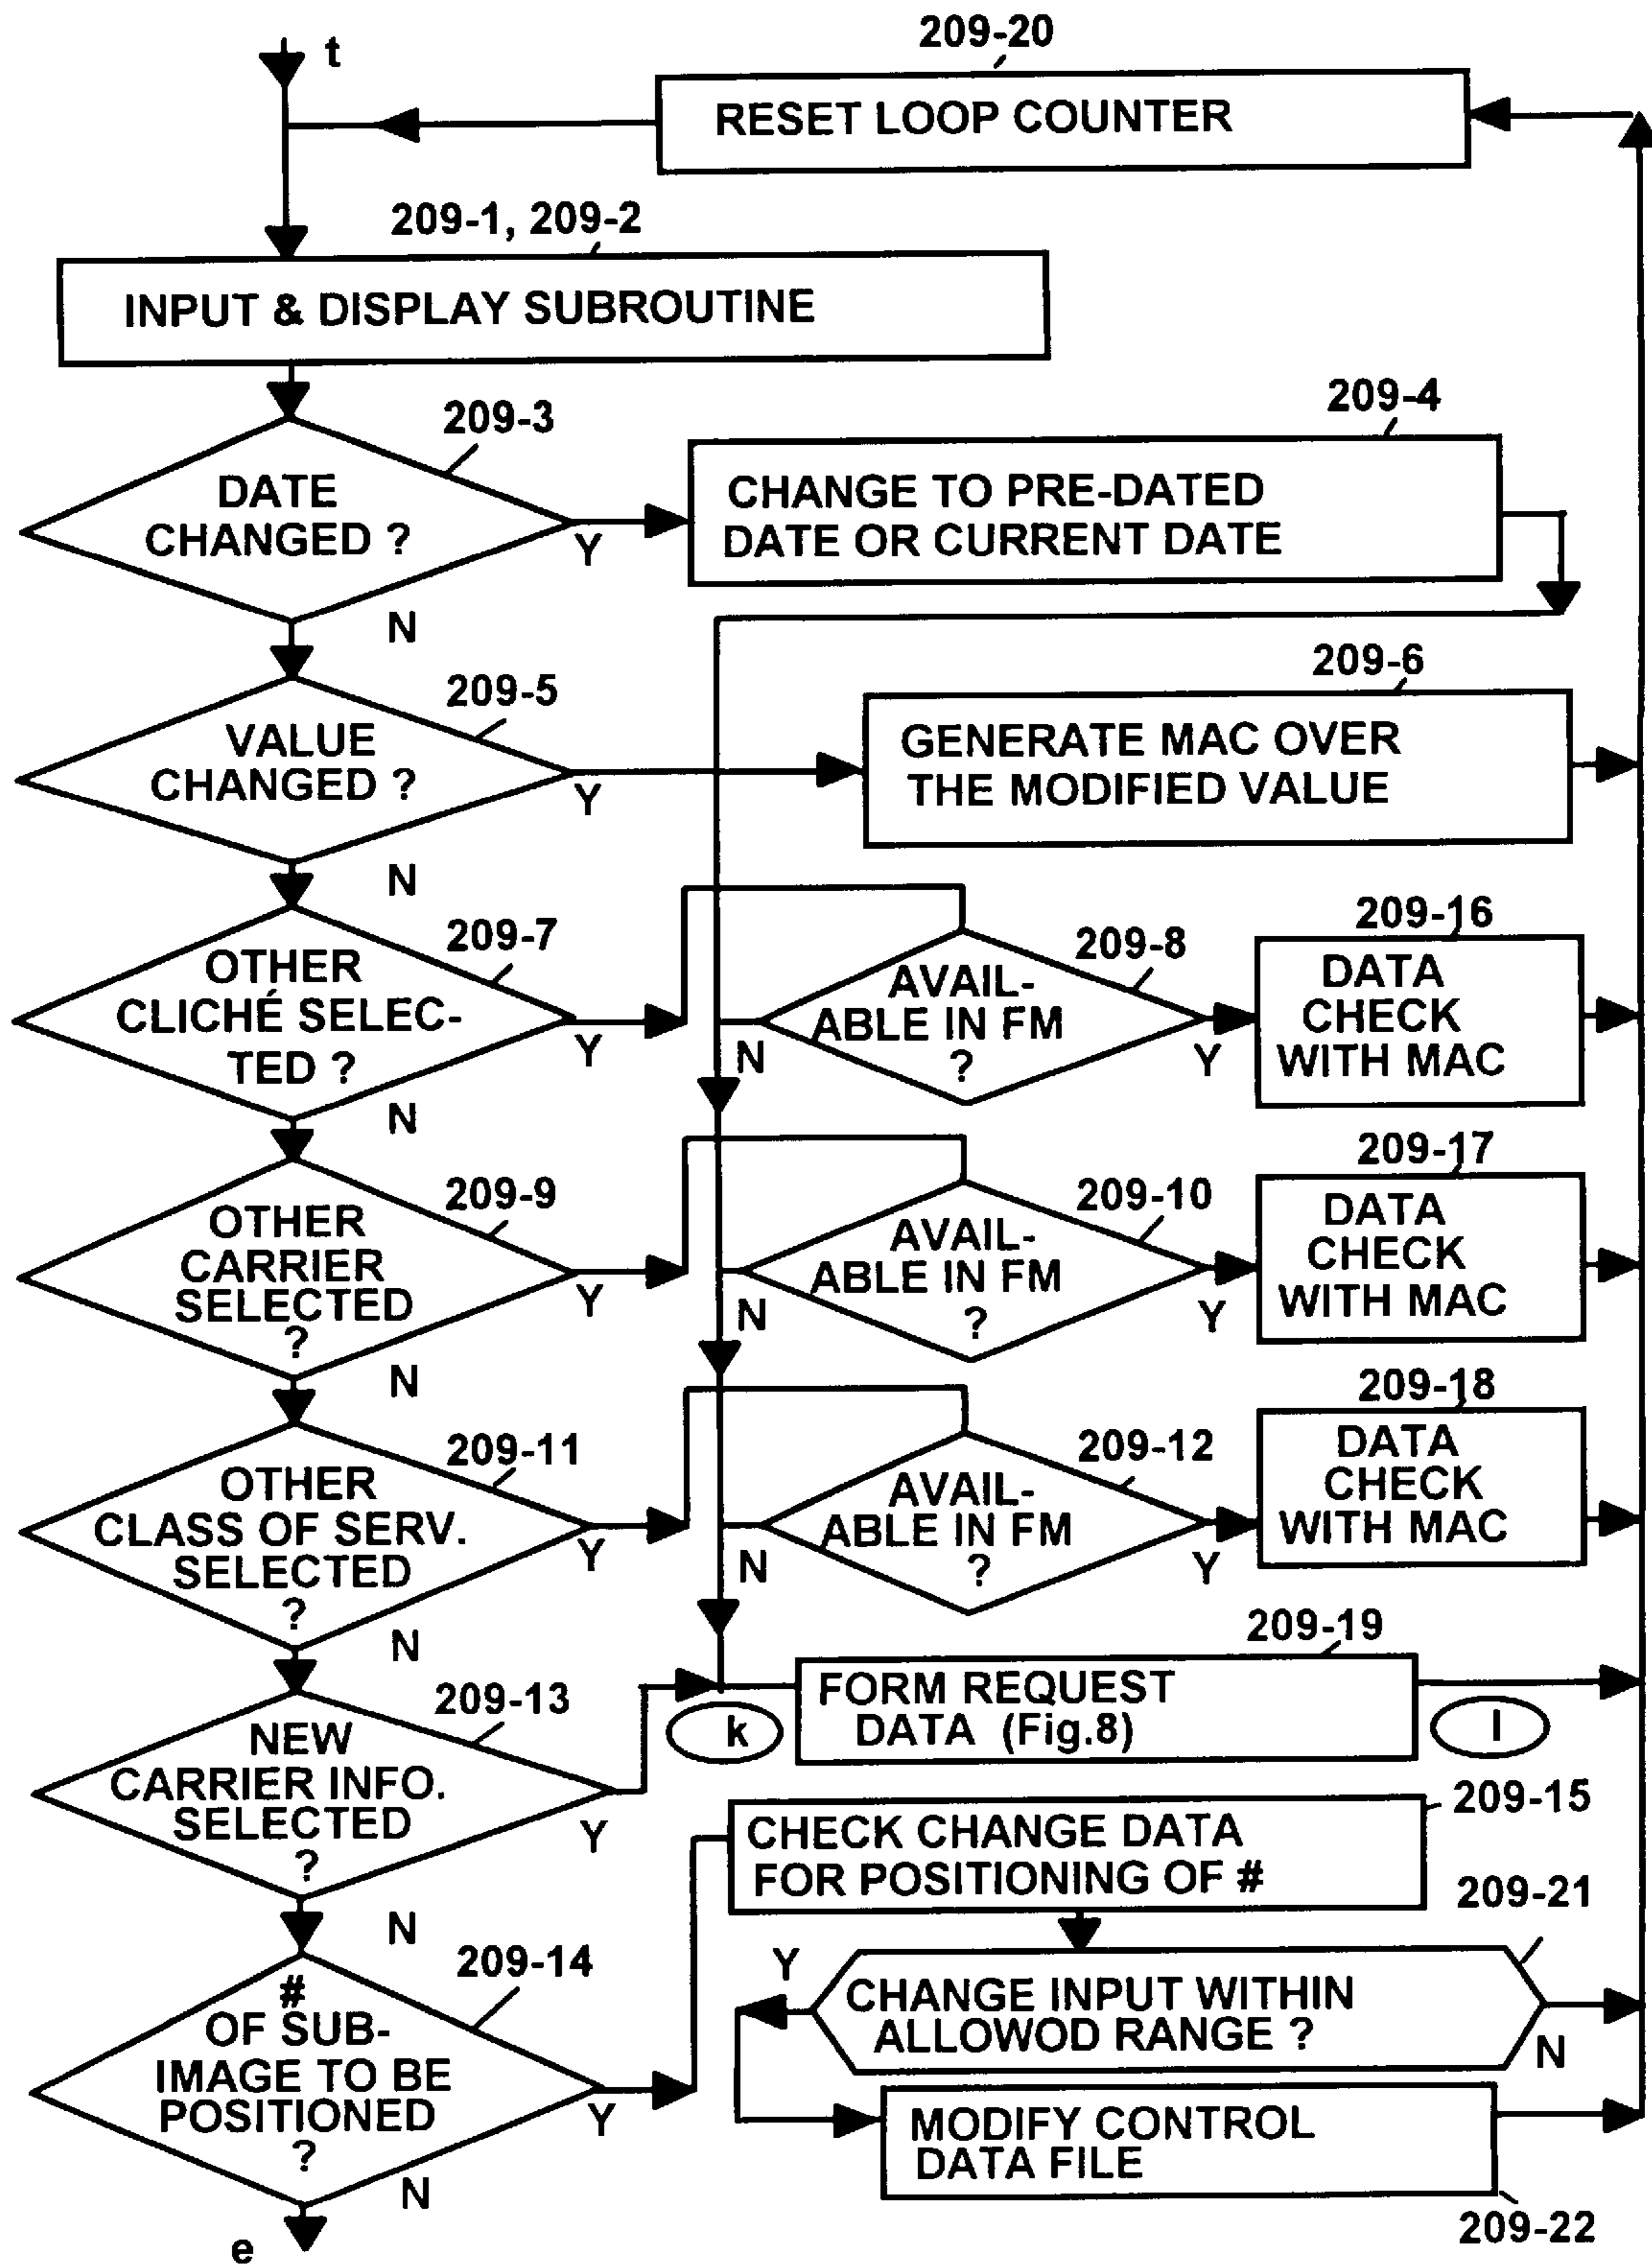 t
209-20
RESET LOOP COUNTER
209-1, 209-2
INPUT & DISPLAY SUBROUTINE
209-3
DATE
CHANGED ?
Y
N
209-4
CHANGE TO PRE-DATED
DATE OR CURRENT DATE
209-5
VALUE
CHANGED ?
Y
N
209-6
GENERATE MAC OVER
THE MODIFIED VALUE
209-7
OTHER
CLICHÉ SELEC-
TED ?
Y
N
209-8
AVAIL-
ABLE IN FM
?
N
Y
209-16
DATA
CHECK
WITH MAC
209-9
OTHER
CARRIER
SELECTED
?
Y
N
209-10
AVAIL-
ABLE IN FM
?
N
Y
209-17
DATA
CHECK
WITH MAC
209-11
OTHER
CLASS OF SERV.
SELECTED
?
Y
N
209-12
AVAIL-
ABLE IN FM
?
N
Y
209-18
DATA
CHECK
WITH MAC
209-13
NEW
CARRIER INFO.
SELECTED
?
Y
N
k
209-19
FORM REQUEST
DATA (Fig.8)
l
209-14
#
OF SUB-
IMAGE TO BE
POSITIONED
?
Y
N
209-15
CHECK CHANGE DATA
FOR POSITIONING OF #
209-21
Y
CHANGE INPUT WITHIN
ALLOWOD RANGE ?
N
MODIFY CONTROL
DATA FILE
209-22
e